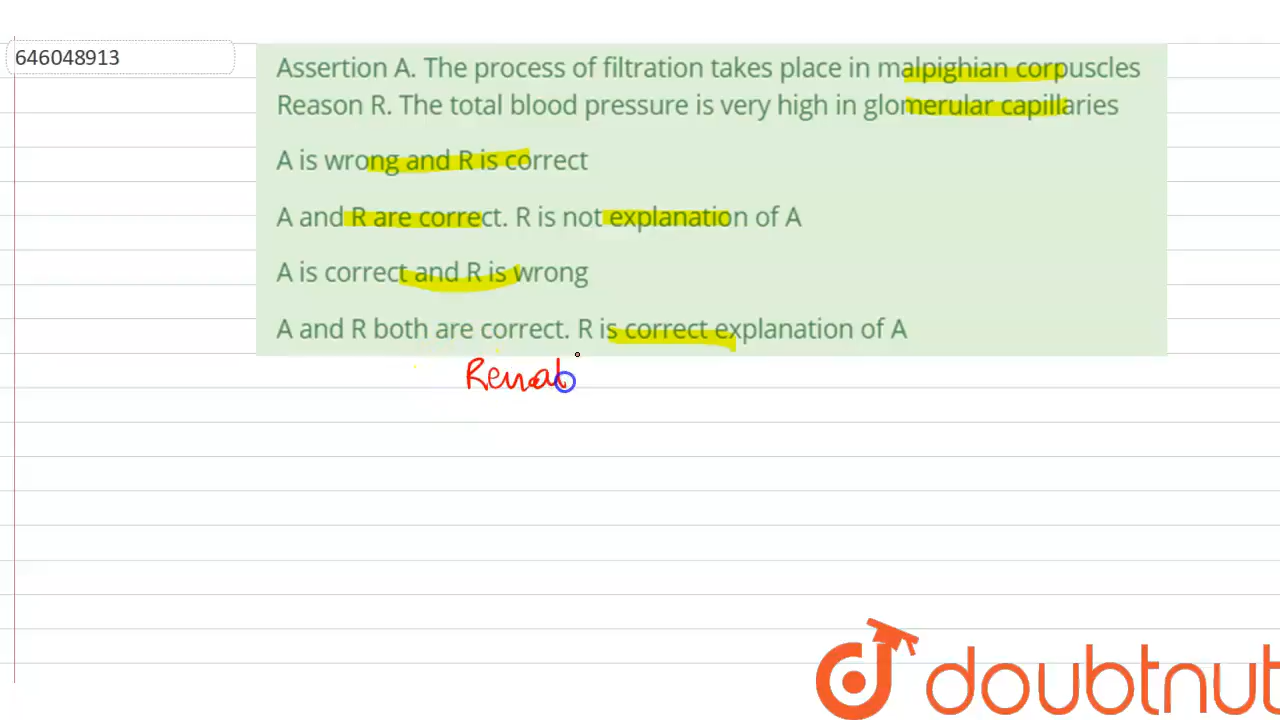 646048913
Assertion A. The process of filtration takes place in malpighian corpuscles
Reason R. The total blood pressure is very high in glomerular capillaries
A is wrong and R is correct
A and R are correct. R is not explanation of A
A is correct and R is wrong
A and R both are correct. R is correct explanation of A
Renal
doubtnut